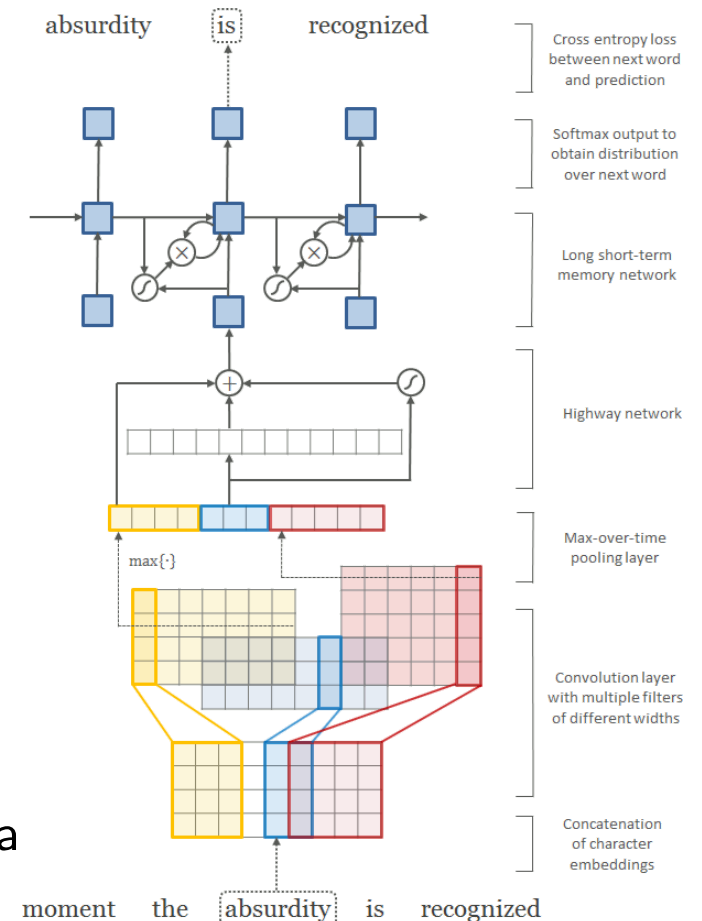 absurdity is recognized
Cross entropy loss
between next word
and prediction
Softmax output to
obtain distribution
over next word
Long short-term
memory network
Highway network
Max-over-time
pooling layer
max{·}
Convolution layer
with multiple filters
of different widths
Concatenation
of character
embeddings
a
moment the absurdity is recognized